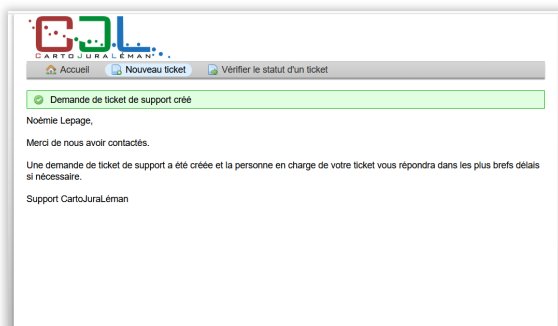 CJL
CARTOJURALÉMAN
Accueil Nouveau ticket Vérifier le statut d'un ticket
Demande de ticket de support créé
Noémie Lepage,
Merci de nous avoir contactés.
Une demande de ticket de support a été créée et la personne en charge de votre ticket vous répondra dans les plus brefs délais
si nécessaire.
Support CartoJuraLéman